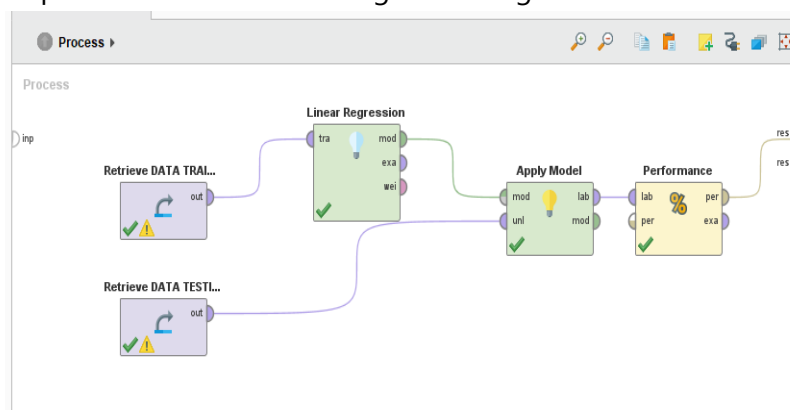 Process
Process
inp
Linear Regression
tra mod
exa
wei
Retrieve DATA TRAI...
out
Apply Model
mod lab
unl mod
Performance
lab % per
per exa
res
res
Retrieve DATA TESTI...
out